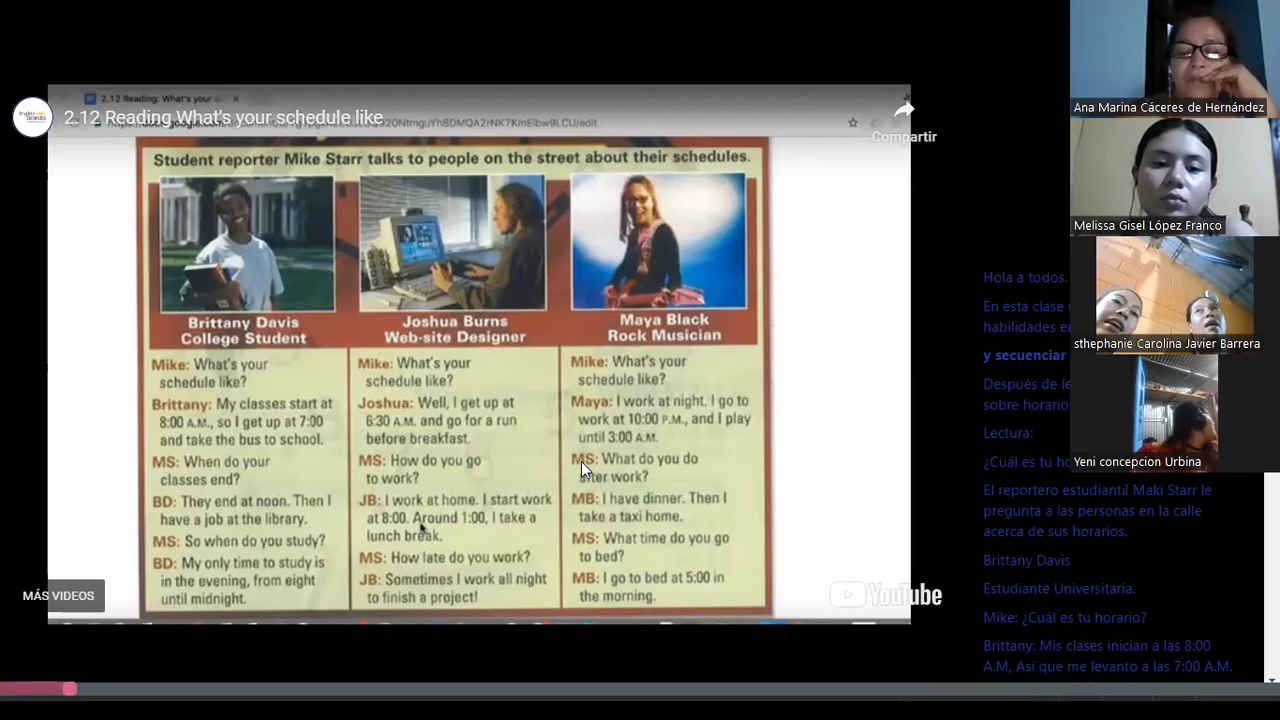 2.12 Reading: What's your
2.12 Reading What's your schedule like
Compartir
Student reporter Mike Starr talks to people on the street about their schedules.
Brittany Davis
College Student
Mike: What's your
schedule like?
Brittany: My classes start at
8:00 A.M., so I get up at 7:00
and take the bus to school.
MS: When do your
classes end?
BD: They end at noon. Then I
have a job at the library.
MS: So when do you study?
BD: My only time to study is
in the evening, from eight
until midnight.
Joshua Burns
Web-site Designer
Mike: What's your
schedule like?
Joshua: Well, I get up at
6:30 A.M. and go for a run
before breakfast.
MS: How do you go
to work?
JB: I work at home. I start work
at 8:00. Around 1:00, I take a
lunch break.
MS: How late do you work?
JB: Sometimes I work all night
to finish a project!
Maya Black
Rock Musician
Mike: What's your
schedule like?
Maya: I work at night. I go to
work at 10:00 P.M., and I play
until 3:00 A.M.
MS: What do you do
after work?
MB: I have dinner. Then I
take a taxi home.
MS: What time do you go
to bed?
MB: I go to bed at 5:00 in
the morning.
MÁS VIDEOS
YouTube
Ana Marina Cáceres de Hernández
Melissa Gisel López Franco
sthephanie Carolina Javier Barrera
Yeni concepcion Urbina
Hola a todos.
En esta clase
habilidades
y secuenciar
Después de
sobre
Lectura:
¿Cuál es tu
El reportero estudiantil Maki Starr le
pregunta a las personas en la calle
acerca de sus horarios.
Brittany Davis
Estudiante Universitaria.
Mike: ¿Cuál es tu horario?
Brittany: Mis clases inician a las 8:00
A.M, Así que me levanto a las 7:00 A.M.